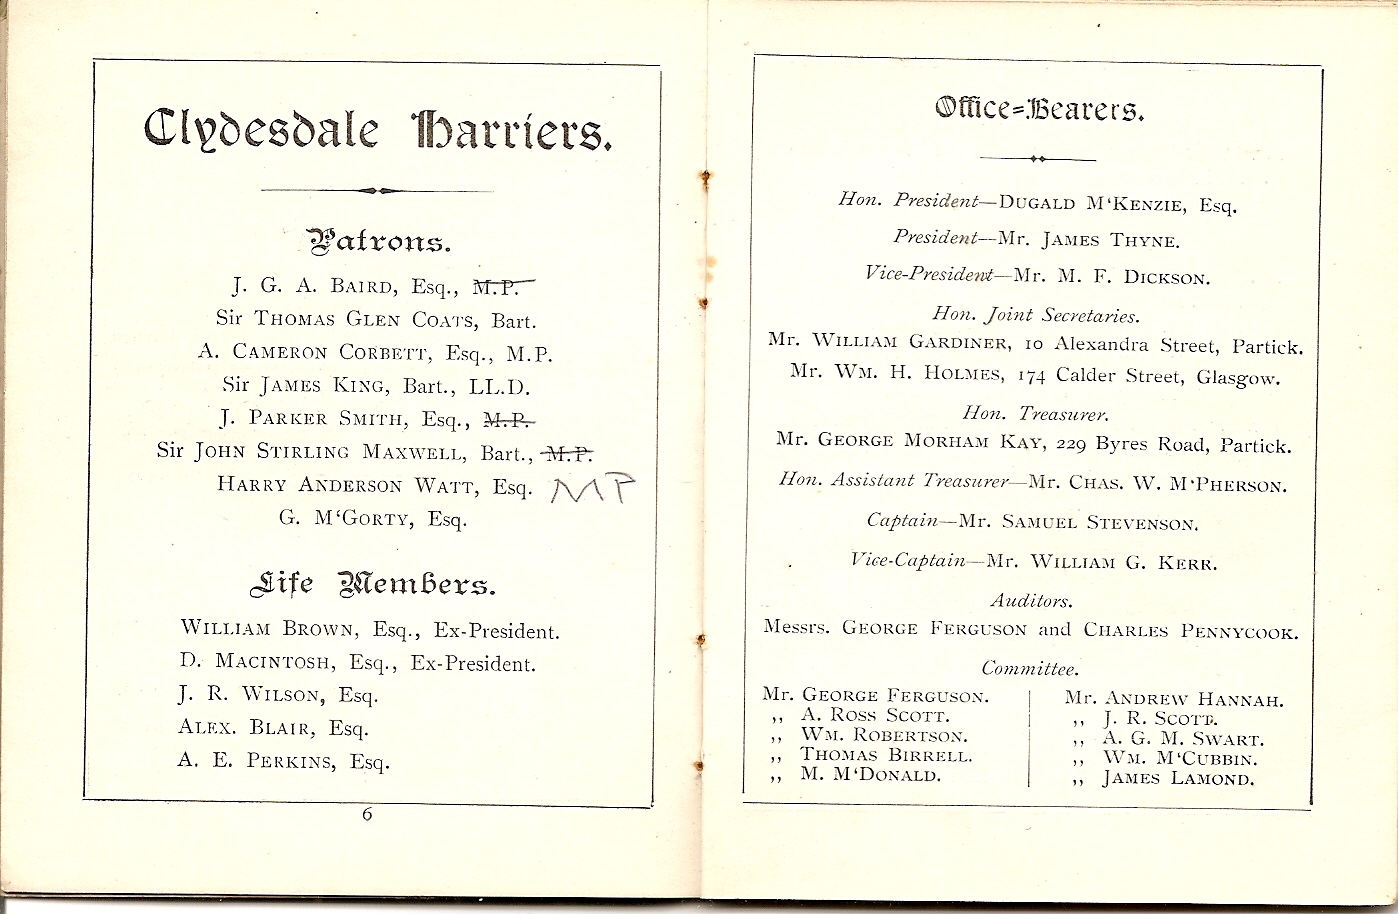 Clydesdale Harriers.
Patrons.
J. G. A. BAIRD, Esq., M.P.
Sir THOMAS GLEN COATS, Bart.
A. CAMERON CORBETT, Esq., M.P.
Sir JAMES KING, Bart., LL.D.
J. PARKER SMITH, Esq., M.P.
Sir JOHN STIRLING MAXWELL, Bart., M.P.
HARRY ANDERSON WATT, Esq. MP
G. M‘GORTY, Esq.
Life Members.
WILLIAM BROWN, Esq., Ex-President.
D. MACINTOSH, Esq., Ex-President.
J. R. WILSON, Esq.
ALEX. BLAIR, Esq.
A. E. PERKINS, Esq.
6
Office=Bearers.
Hon. President—DUGALD M‘KENZIE, Esq.
President—Mr. JAMES THYNE.
Vice-President—Mr. M. F. DICKSON.
Hon. Joint Secretaries.
Mr. WILLIAM GARDINER, 10 Alexandra Street, Partick.
Mr. WM. H. HOLMES, 174 Calder Street, Glasgow.
Hon. Treasurer.
Mr. GEORGE MORHAM KAY, 229 Byres Road, Partick.
Hon. Assistant Treasurer—Mr. CHAS. W. M‘PHERSON.
Captain—Mr. SAMUEL STEVENSON.
Vice-Captain—Mr. WILLIAM G. KERR.
Auditors.
Messrs. GEORGE FERGUSON and CHARLES PENNYCOOK.
Committee.
Mr. GEORGE FERGUSON.
,, A. ROSS SCOTT.
,, WM. ROBERTSON.
,, THOMAS BIRRELL.
,, M. M‘DONALD.
Mr. ANDREW HANNAH.
,, J. R. SCOTT.
,, A. G. M. SWART.
,, WM. M‘CUBBIN.
,, JAMES LAMOND.